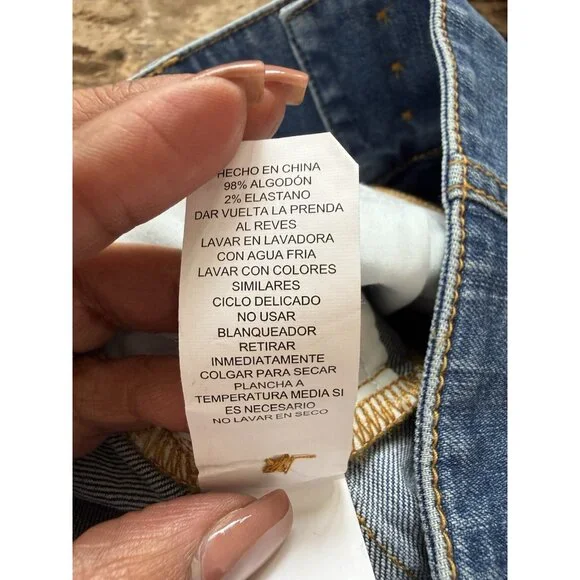 HECHO EN CHINA
98% ALGODÓN
2% ELASTANO
DAR VUELTA LA PRENDA
AL REVES
LAVAR EN LAVADORA
CON AGUA FRIA
LAVAR CON COLORES
SIMILARES
CICLO DELICADO
NO USAR
BLANQUEADOR
RETIRAR
INMEDIATAMENTE
COLGAR PARA SECAR
PLANCHA A
TEMPERATURA MEDIA SI
ES NECESARIO
NO LAVAR EN SECO